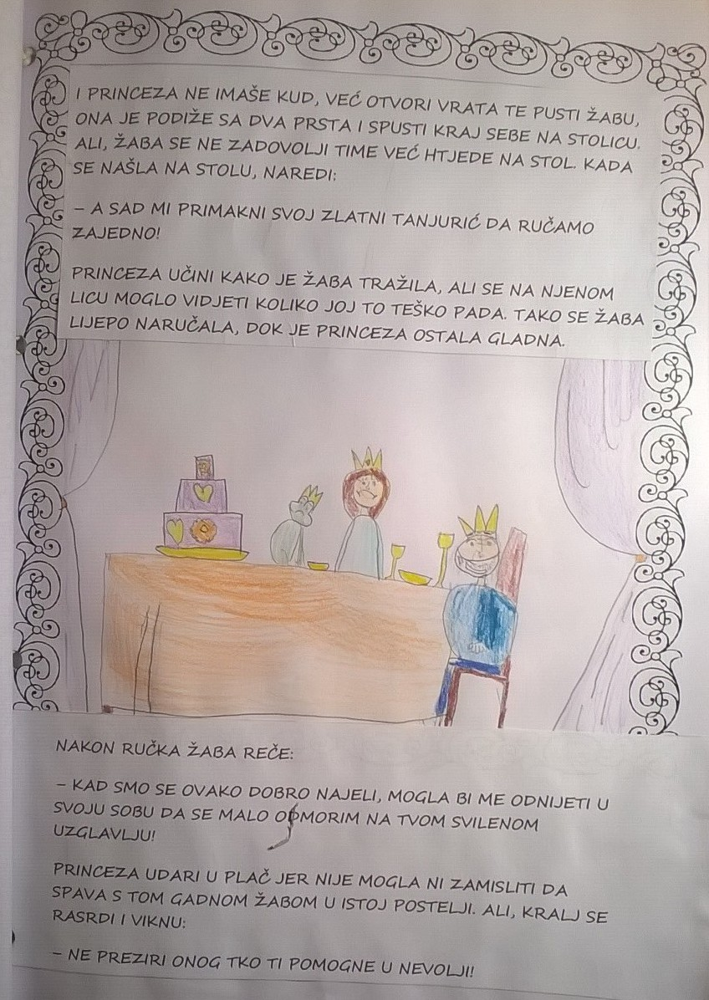 I PRINCEZA NE IMAŠE KUD, VEĆ OTVORI VRATA TE PUSTI ŽABU,
ONA JE PODIŽE SA DVA PRSTA I SPUSTI KRAJ SEBE NA STOLICU.
ALI, ŽABA SE NE ZADOVOLJI TIME VEĆ HTJEDE NA STOL. KADA
SE NAŠLA NA STOLU, NAREDI:
– A SAD MI PRIMAKNI SVOJ ZLATNI TANJURIĆ DA RUČAMO
ZAJEDNO!
PRINCEZA UČINI KAKO JE ŽABA TRAŽILA, ALI SE NA NJENOM
LICU MOGLO VIDJETI KOLIKO JOJ TO TEŠKO PADA. TAKO SE ŽABA
LIJEPO NARUČALA, DOK JE PRINCEZA OSTALA GLADNA.
NAKON RUČKA ŽABA REČE:
– KAD SMO SE OVAKO DOBRO NAJELI, MOGLA BI ME ODNIJETI U
SVOJU SOBU DA SE MALO ODMORIM NA TVOM SVILENOM
UZGLAVLJU!
PRINCEZA UDARI U PLAČ JER NIJE MOGLA NI ZAMISLITI DA
SPAVA S TOM GADNOM ŽABOM U ISTOJ POSTELJI. ALI, KRALJ SE
RASRDI I VIKNU:
– NE PREZIRI ONOG TKO TI POMOGNE U NEVOLJI!